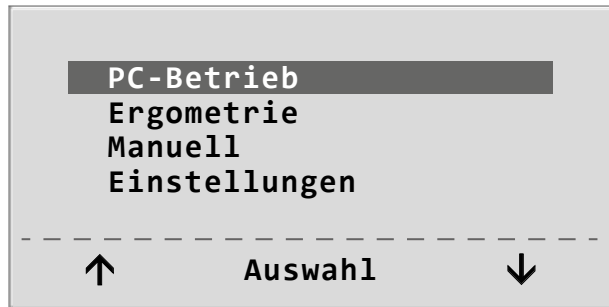 PC-Betrieb
Ergometrie
Manuell
Einstellungen
↑ Auswahl ↓